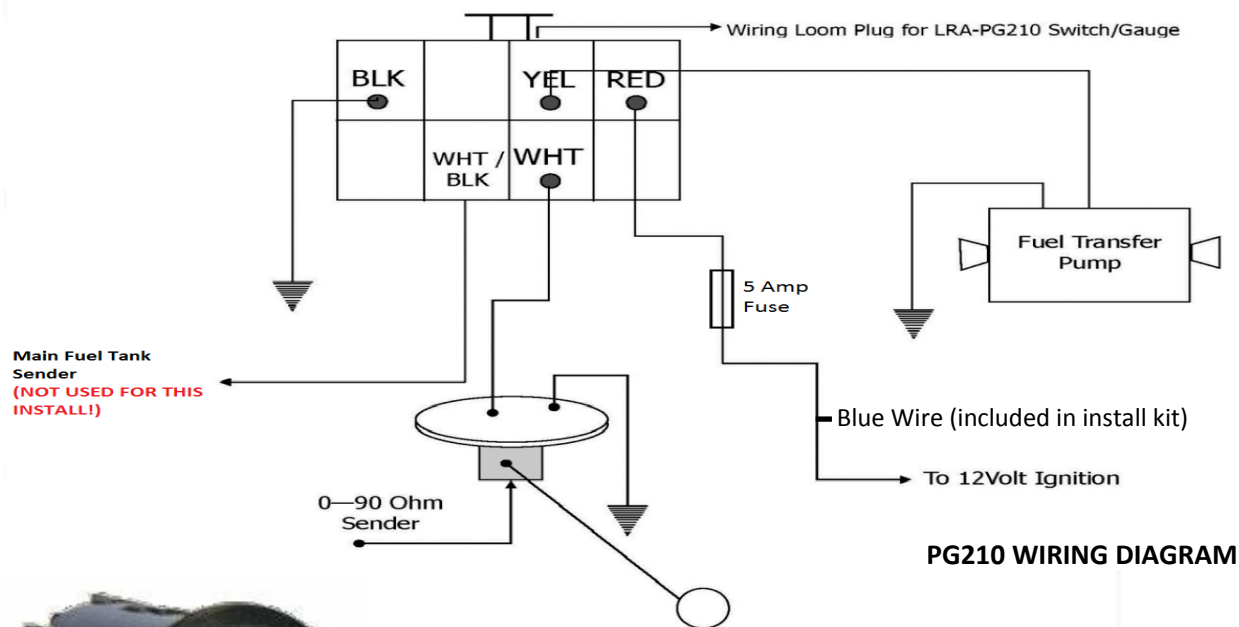 Wiring Loom Plug for LRA-PG210 Switch/Gauge
BLK
YEL
RED
WHT /
BLK
WHT
Fuel Transfer
Pump
5 Amp
Fuse
Main Fuel Tank
Sender
(NOT USED FOR THIS
INSTALL!)
Blue Wire (included in install kit)
To 12Volt Ignition
0—90 Ohm
Sender
PG210 WIRING DIAGRAM